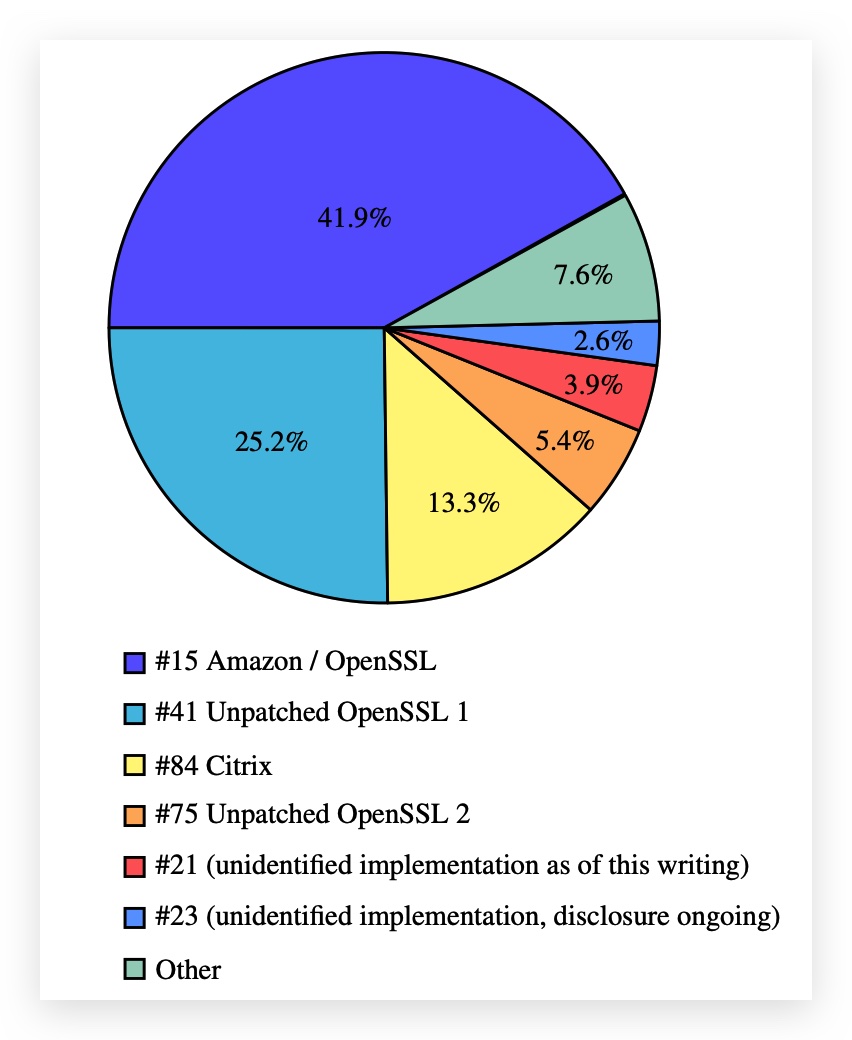 41.9%
7.6%
2.6%
3.9%
5.4%
25.2%
13.3%
#15 Amazon / OpenSSL
#41 Unpatched OpenSSL 1
#84 Citrix
#75 Unpatched OpenSSL 2
#21 (unidentified implementation as of this writing)
#23 (unidentified implementation, disclosure ongoing)
Other